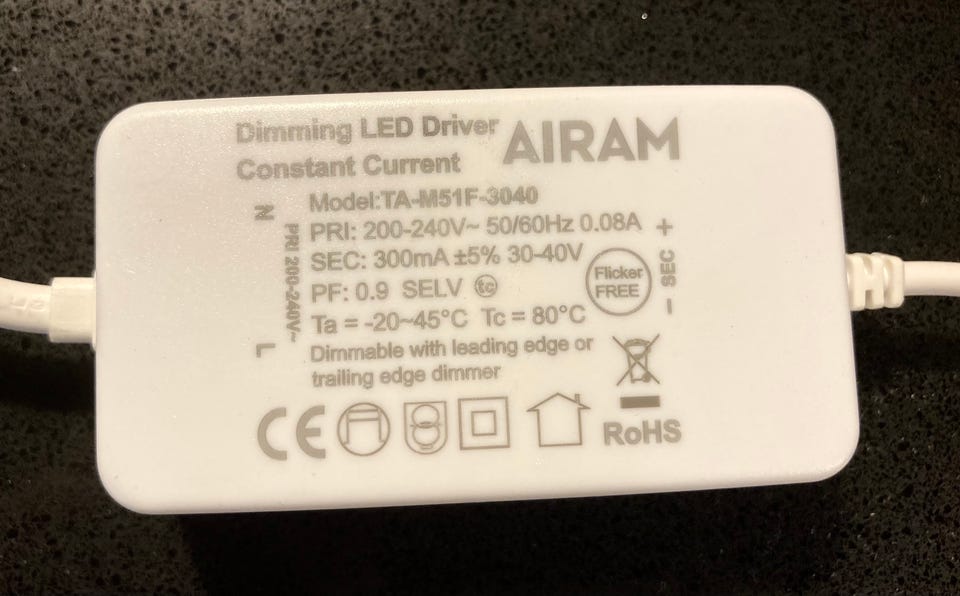 Dimming LED Driver
Constant Current
AIRAM
Model:TA-M51F-3040
N
PRI 200-240V~
L
PRI: 200-240V~ 50/60Hz 0.08A
SEC: 300mA ±5% 30-40V
PF: 0.9 SELV tc
Ta = -20~45°C Tc = 80°C
Dimmable with leading edge or
trailing edge dimmer
Flicker
FREE
+
SEC
–
CE
RoHS